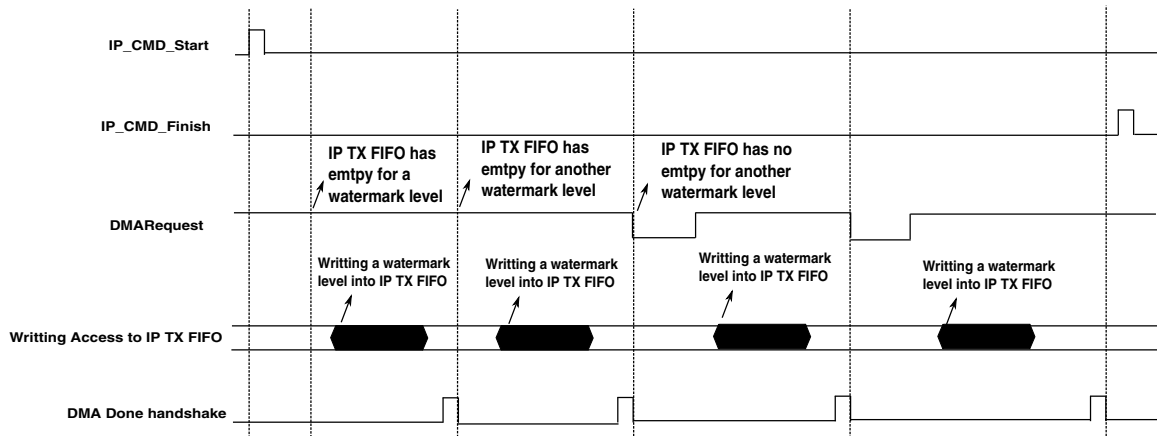 IP_CMD_Start
IP_CMD_Finish
IP TX FIFO has
emtpy for a
watermark level
IP TX FIFO has
emtpy for another
watermark level
IP TX FIFO has no
emtpy for another
watermark level
DMARequest
Writting a watermark
level into IP TX FIFO
Writting a watermark
level into IP TX FIFO
Writting a watermark
level into IP TX FIFO
Writting a watermark
level into IP TX FIFO
Writting Access to IP TX FIFO
DMA Done handshake